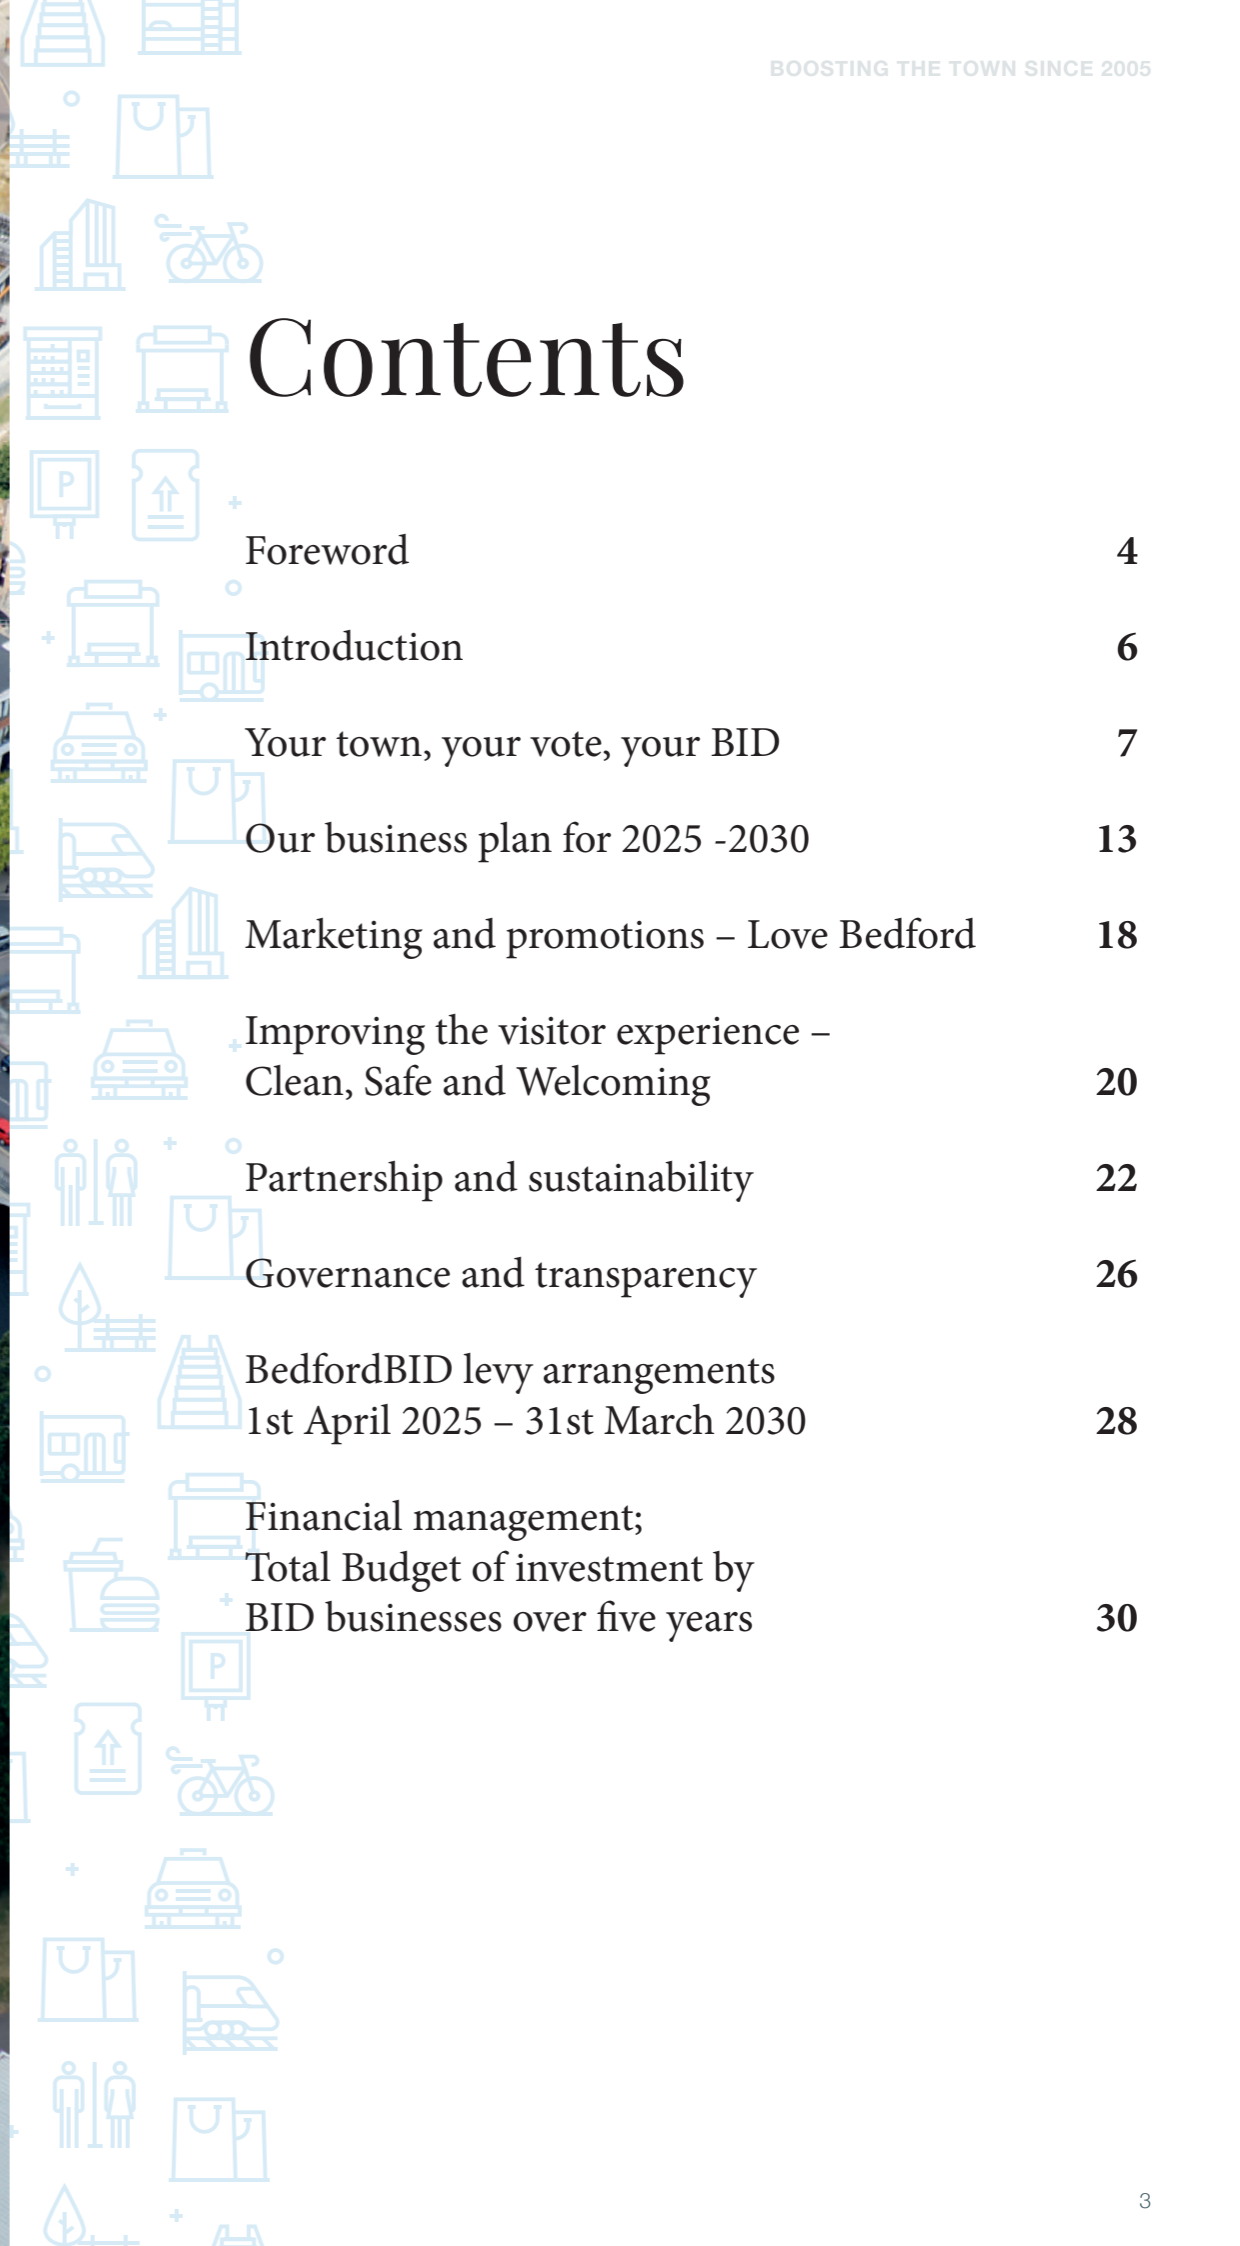 BOOSTING THE TOWN SINCE 2005
Contents
Foreword 4
Introduction 6
Your town, your vote, your BID 7
Our business plan for 2025 -2030 13
Marketing and promotions – Love Bedford 18
Improving the visitor experience –
Clean, Safe and Welcoming 20
Partnership and sustainability 22
Governance and transparency 26
BedfordBID levy arrangements
1st April 2025 – 31st March 2030 28
Financial management;
Total Budget of investment by
BID businesses over five years 30
P
P
3